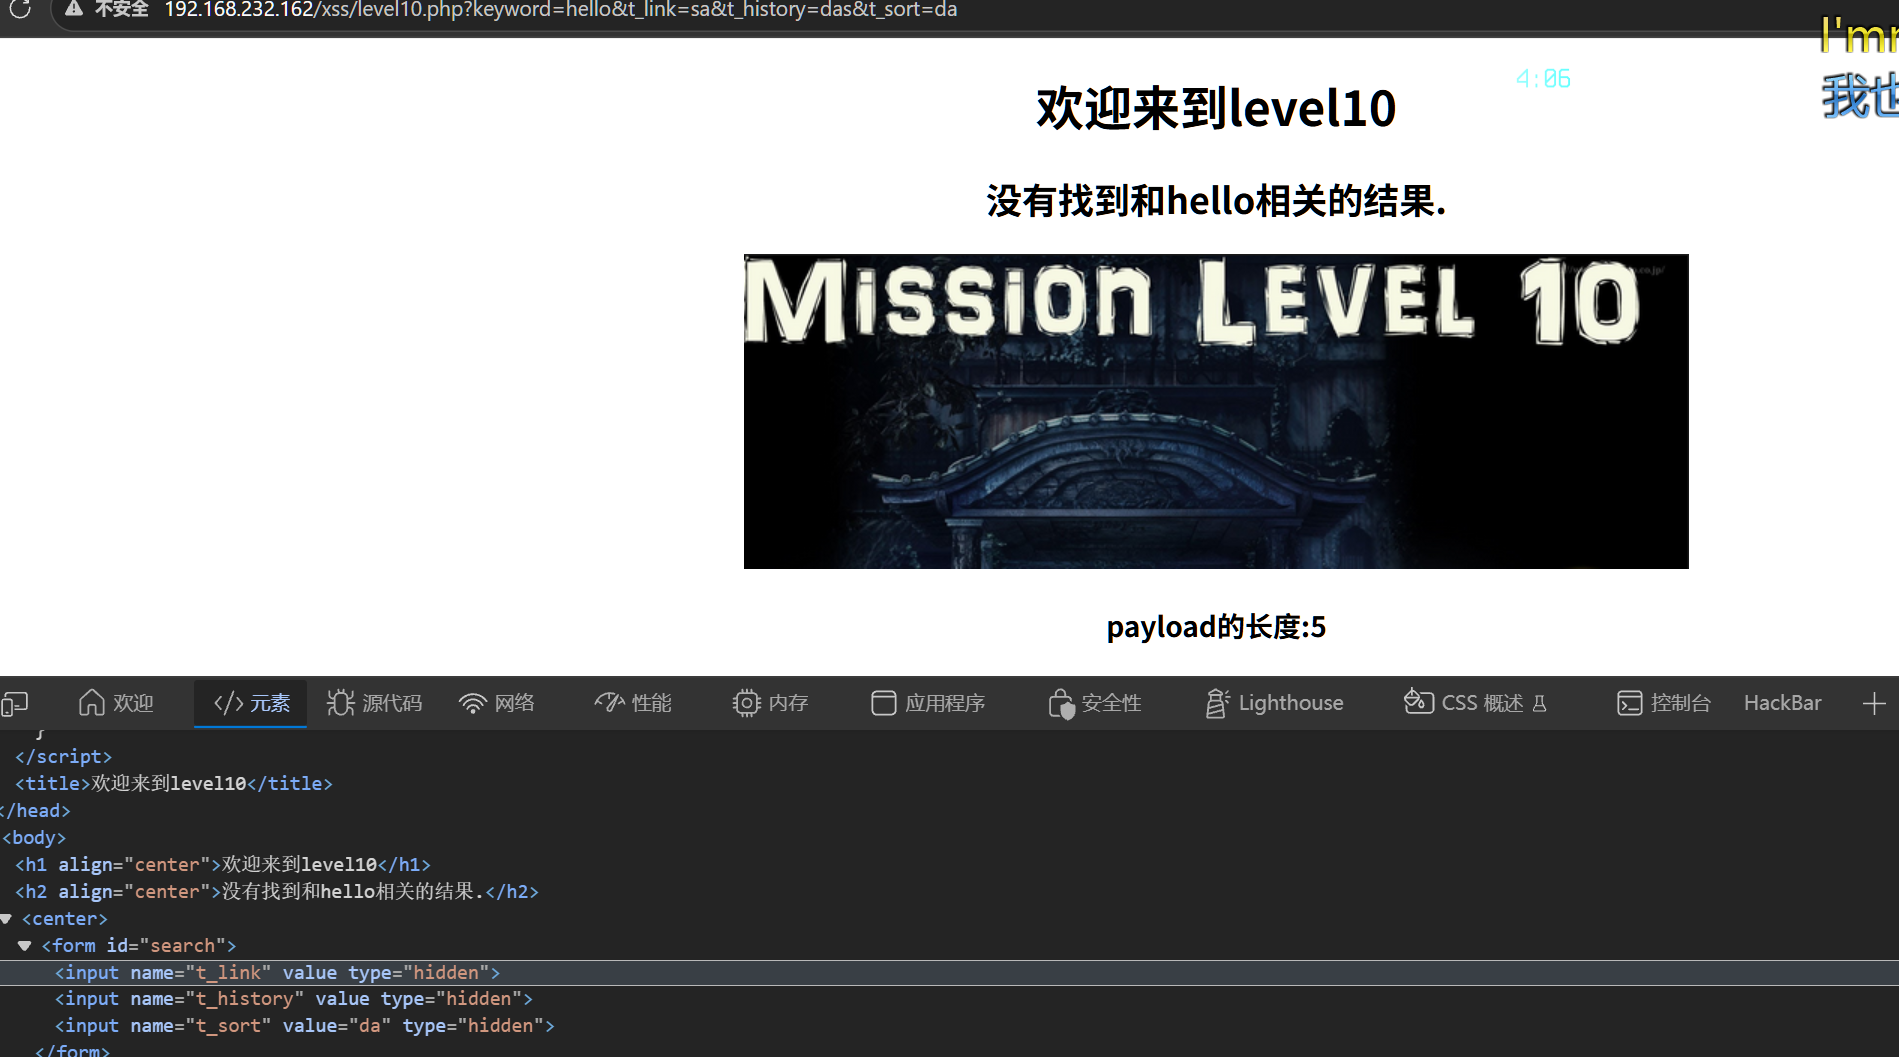 不安全 192.168.232.162/xss/level10.php?keyword=hello&t_link=sa&t_history=das&t_sort=da
I'm
我也
4:06
欢迎来到level10
没有找到和hello相关的结果.
Mission Level 10
payload的长度:5
欢迎 </> 元素 源代码 网络 性能 内存 应用程序 安全性 Lighthouse CSS 概述 控制台 HackBar
}
</script>
<title>欢迎来到level10</title>
</head>
<body>
<h1 align="center">欢迎来到level10</h1>
<h2 align="center">没有找到和hello相关的结果.</h2>
<center>
<form id="search">
<input name="t_link" value type="hidden">
<input name="t_history" value type="hidden">
<input name="t_sort" value="da" type="hidden">
</form>